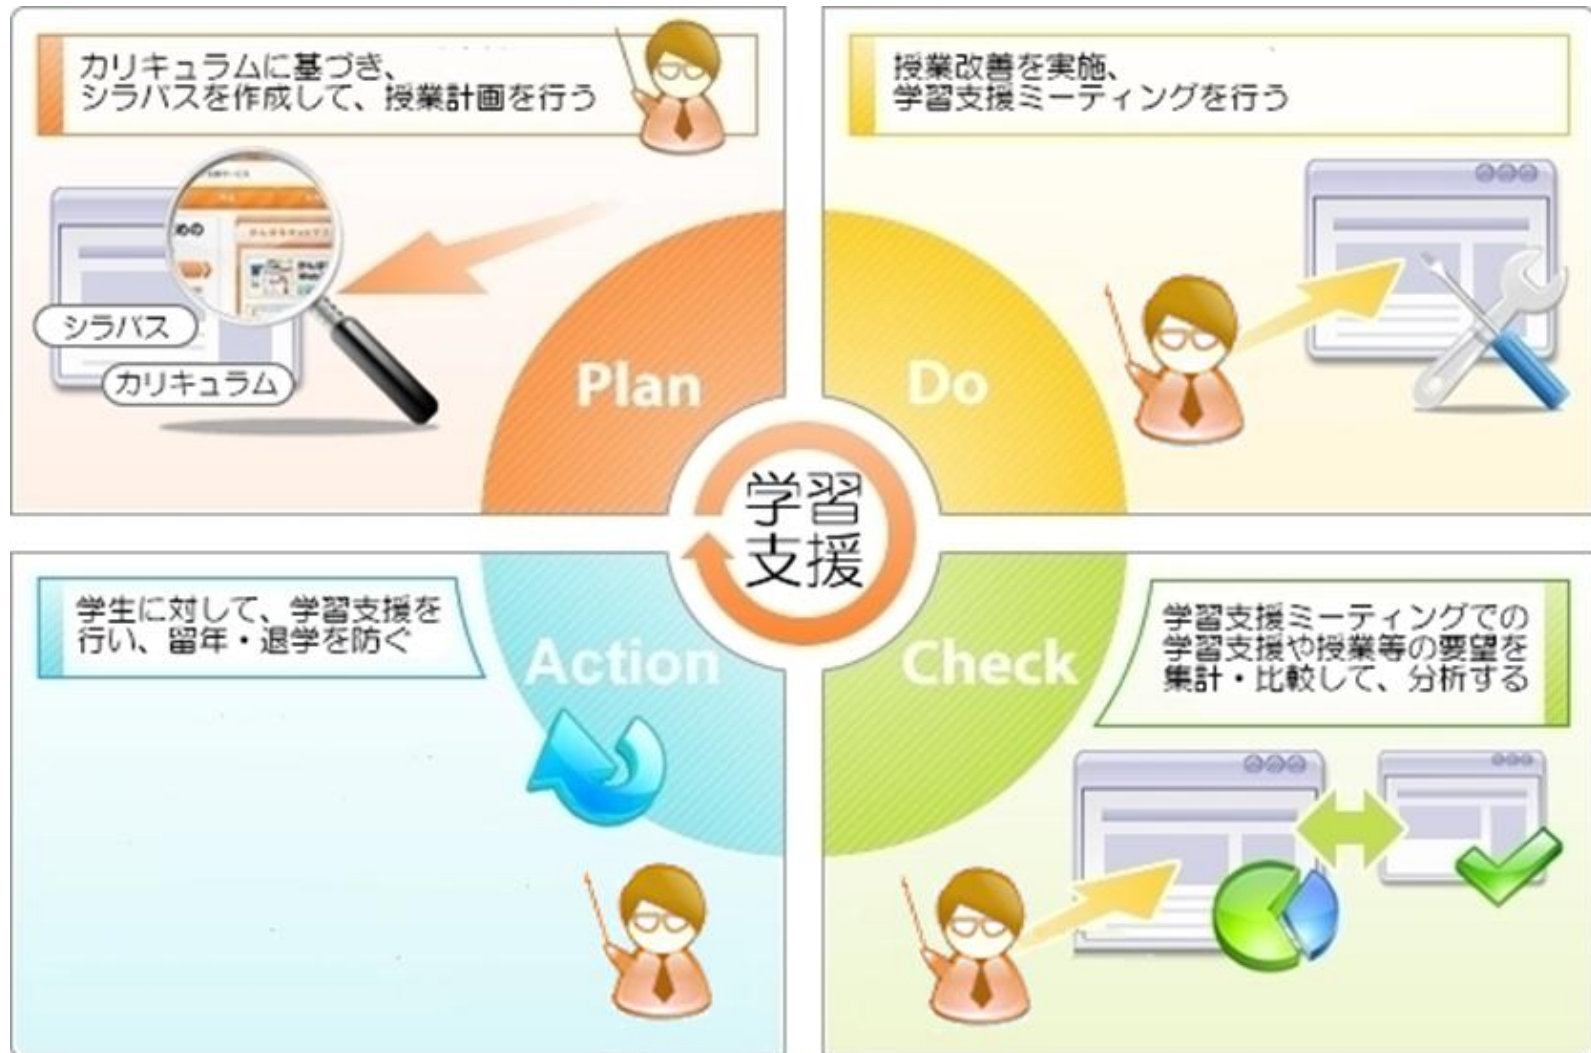 カリキュラムに基づき、
シラバスを作成して、授業計画を行う
シラバス
カリキュラム
Plan
授業改善を実施、
学習支援ミーティングを行う
Do
学習
支援
学生に対して、学習支援を
行い、留年・退学を防ぐ
Action
学習支援ミーティングでの
学習支援や授業等の要望を
集計・比較して、分析する
Check